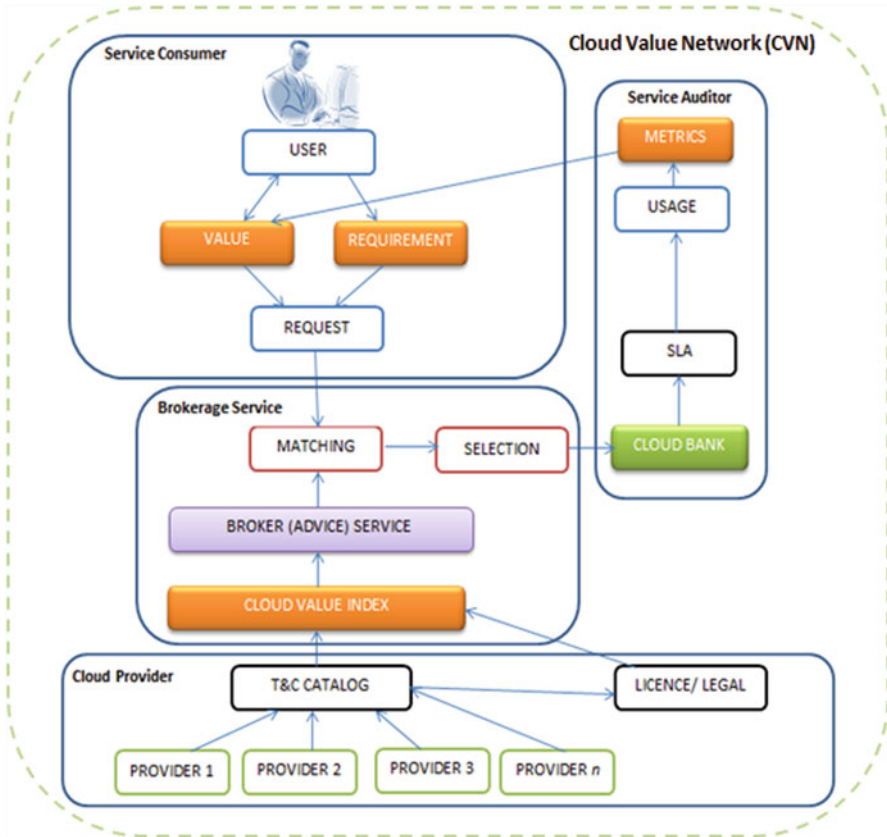 Cloud Value Network (CVN)
Service Consumer
USER
VALUE
REQUIREMENT
REQUEST
Service Auditor
METRICS
USAGE
SLA
CLOUD BANK
Brokerage Service
MATCHING
SELECTION
BROKER (ADVICE) SERVICE
CLOUD VALUE INDEX
Cloud Provider
T&C CATALOG
LICENCE/ LEGAL
PROVIDER 1
PROVIDER 2
PROVIDER 3
PROVIDER n